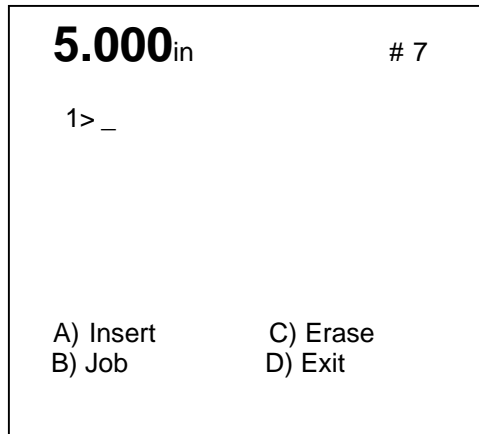 5.000in # 7
1> _
A) Insert C) Erase
B) Job D) Exit